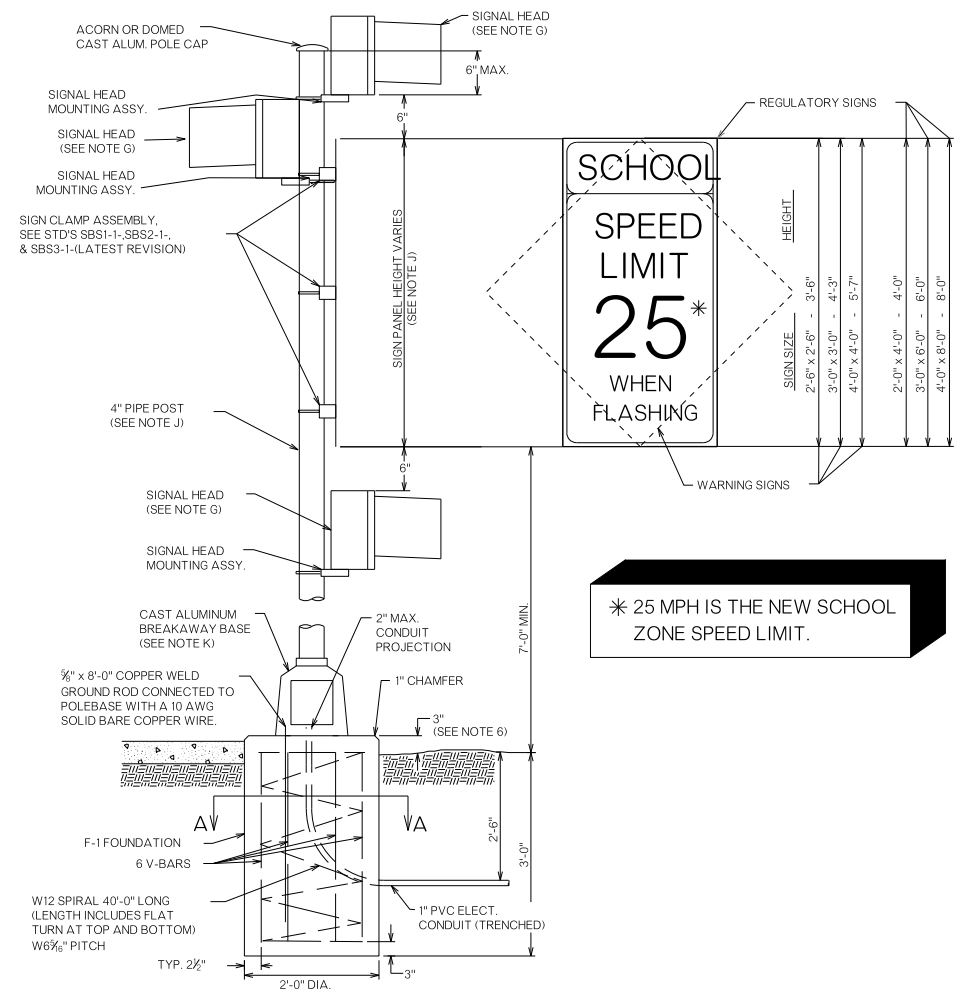 SIGNAL HEAD
(SEE NOTE G)
ACORN OR DOMED
CAST ALUM. POLE CAP
6" MAX.
SIGNAL HEAD
MOUNTING ASSY.
6"
REGULATORY SIGNS
SIGNAL HEAD
(SEE NOTE G)
SIGNAL HEAD
MOUNTING ASSY.
SIGN CLAMP ASSEMBLY,
SEE STD'S SBS1-1-,SBS2-1-,
& SBS3-1-(LATEST REVISION)
SIGN PANEL HEIGHT VARIES
(SEE NOTE J)
SCHOOL
SPEED
LIMIT
25*
WHEN
FLASHING
SIGN SIZE HEIGHT
2'-6" x 2'-6" - 3'-6"
3'-0" x 3'-0" - 4'-3"
4'-0" x 4'-0" - 5'-7"
2'-0" x 4'-0" - 4'-0"
3'-0" x 6'-0" - 6'-0"
4'-0" x 8'-0" - 8'-0"
4" PIPE POST
(SEE NOTE J)
6"
WARNING SIGNS
SIGNAL HEAD
(SEE NOTE G)
SIGNAL HEAD
MOUNTING ASSY.
7'-0" MIN.
* 25 MPH IS THE NEW SCHOOL
ZONE SPEED LIMIT.
CAST ALUMINUM
BREAKAWAY BASE
(SEE NOTE K)
2" MAX.
CONDUIT
PROJECTION
5/8" x 8'-0" COPPER WELD
GROUND ROD CONNECTED TO
POLEBASE WITH A 10 AWG
SOLID BARE COPPER WIRE.
1" CHAMFER
3"
(SEE NOTE 6)
A A
2'-6"
3'-0"
F-1 FOUNDATION
6 V-BARS
W12 SPIRAL 40'-0" LONG
(LENGTH INCLUDES FLAT
TURN AT TOP AND BOTTOM)
W6 5/16" PITCH
1" PVC ELECT.
CONDUIT (TRENCHED)
TYP. 2 1/2"
3"
2'-0" DIA.